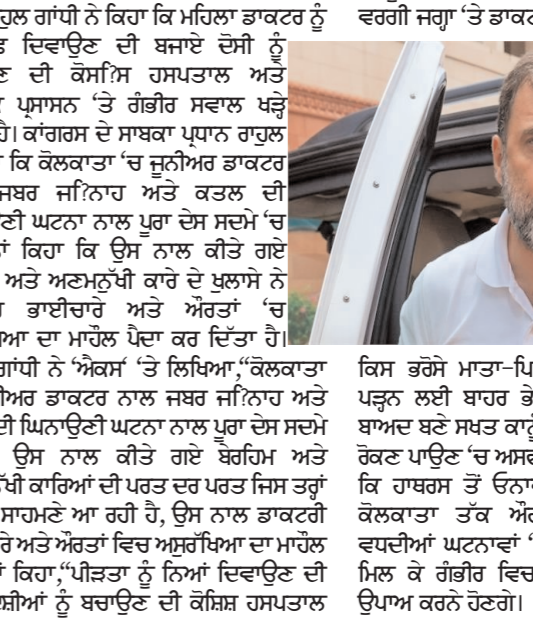 ਹੁਲ ਗਾਂਧੀ ਨੇ ਕਿਹਾ ਕਿ ਮਹਿਲਾ ਡਾਕਟਰ ਨੂੰ
ਦਿਵਾਉਣ ਦੀ ਬਜਾਏ ਦੋਸੀ ਨੂੰ
ਣ ਦੀ ਕੋਸ?ਿਸ ਹਸਪਤਾਲ ਅਤੇ
ਪ੍ਰਸਾਸਨ ‘ਤੇ ਗੰਭੀਰ ਸਵਾਲ ਖੜ੍ਹੇ
ਹੈ। ਕਾਂਗਰਸ ਦੇ ਸਾਬਕਾ ਪ੍ਰਧਾਨ ਰਾਹੁਲ
ਕਿ ਕੋਲਕਾਤਾ ‘ਚ ਜੂਨੀਅਰ ਡਾਕਟਰ
ਜਬਰ ਜ?ਿਨਾਹ ਅਤੇ ਕਤਲ ਦੀ
ਉਣੀ ਘਟਨਾ ਨਾਲ ਪੂਰਾ ਦੇਸ ਸਦਮੇ ‘ਚ
ਾਂ ਕਿਹਾ ਕਿ ਉਸ ਨਾਲ ਕੀਤੇ ਗਏ
ਅਤੇ ਅਣਮਨੁੱਖੀ ਕਾਰੇ ਦੇ ਖੁਲਾਸੇ ਨੇ
ਭਾਈਚਾਰੇ ਅਤੇ ਔਰਤਾਂ ‘ਚ
ਖਆ ਦਾ ਮਾਹੌਲ ਪੈਦਾ ਕਰ ਦਿੱਤਾ ਹੈ।
ਗਾਂਧੀ ਨੇ ‘ਐਕਸ‘ ‘ਤੇ ਲਿਖਿਆ,“ਕੋਲਕਾਤਾ
ਨੀਅਰ ਡਾਕਟਰ ਨਾਲ ਜਬਰ ਜ?ਿਨਾਹ ਅਤੇ
ਦੀ ਘਿਨਾਉਣੀ ਘਟਨਾ ਨਾਲ ਪੂਰਾ ਦੇਸ ਸਦਮੇ
ਉਸ ਨਾਲ ਕੀਤੇ ਗਏ ਬੇਰਹਿਮ ਅਤੇ
ੁੱਖੀ ਕਾਰਿਆਂ ਦੀ ਪਰਤ ਦਰ ਪਰਤ ਜਿਸ ਤਰ੍ਹਾਂ
ਸਾਹਮਣੇ ਆ ਰਹੀ ਹੈ, ਉਸ ਨਾਲ ਡਾਕਟਰੀ
ਰੇ ਅਤੇ ਔਰਤਾਂ ਵਿਚ ਅਸੁਰੱਖਿਆ ਦਾ ਮਾਹੌਲ
ਾਂ ਕਿਹਾ,“ਪੀੜਤਾ ਨੂੰ ਨਿਆਂ ਦਿਵਾਉਣ ਦੀ
ਸ਼ੀਆਂ ਨੂੰ ਬਚਾਉਣ ਦੀ ਕੋਸ਼ਿਸ਼ ਹਸਪਤਾਲ
ਵਰਗੀ ਜਗ੍ਹਾ ‘ਤੇ ਡਾਕਟ
ਕਿਸ ਭਰੋਸੇ ਮਾਤਾ-ਪਿ
ਪੜ੍ਹਨ ਲਈ ਬਾਹਰ ਭੇ
ਬਾਅਦ ਬਣੇ ਸਖਤ ਕਾਨੂੰ
ਰੋਕਣ ਪਾਉਣ ‘ਚ ਅਸਫ
ਕਿ ਹਾਥਰਸ ਤੋਂ ਓਨਾ
ਕੋਲਕਾਤਾ ਤੱਕ ਔਰ
ਵਧਦੀਆਂ ਘਟਨਾਵਾਂ ‘
ਮਿਲ ਕੇ ਗੰਭੀਰ ਵਿਚ
ਉਪਾਅ ਕਰਨੇ ਹੋਣਗੇ।